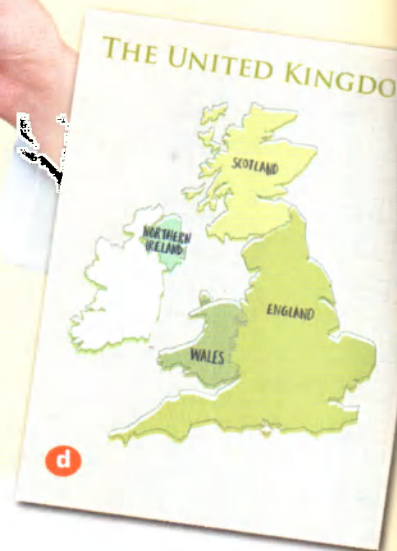 THE UNITED KINGDO
SCOTLAND
NORTHERN
IRELAND
ENGLAND
WALES
d